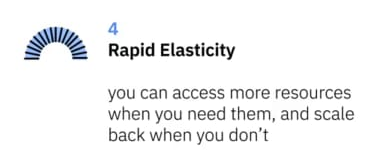 4
Rapid Elasticity
you can access more resources
when you need them, and scale
back when you don't